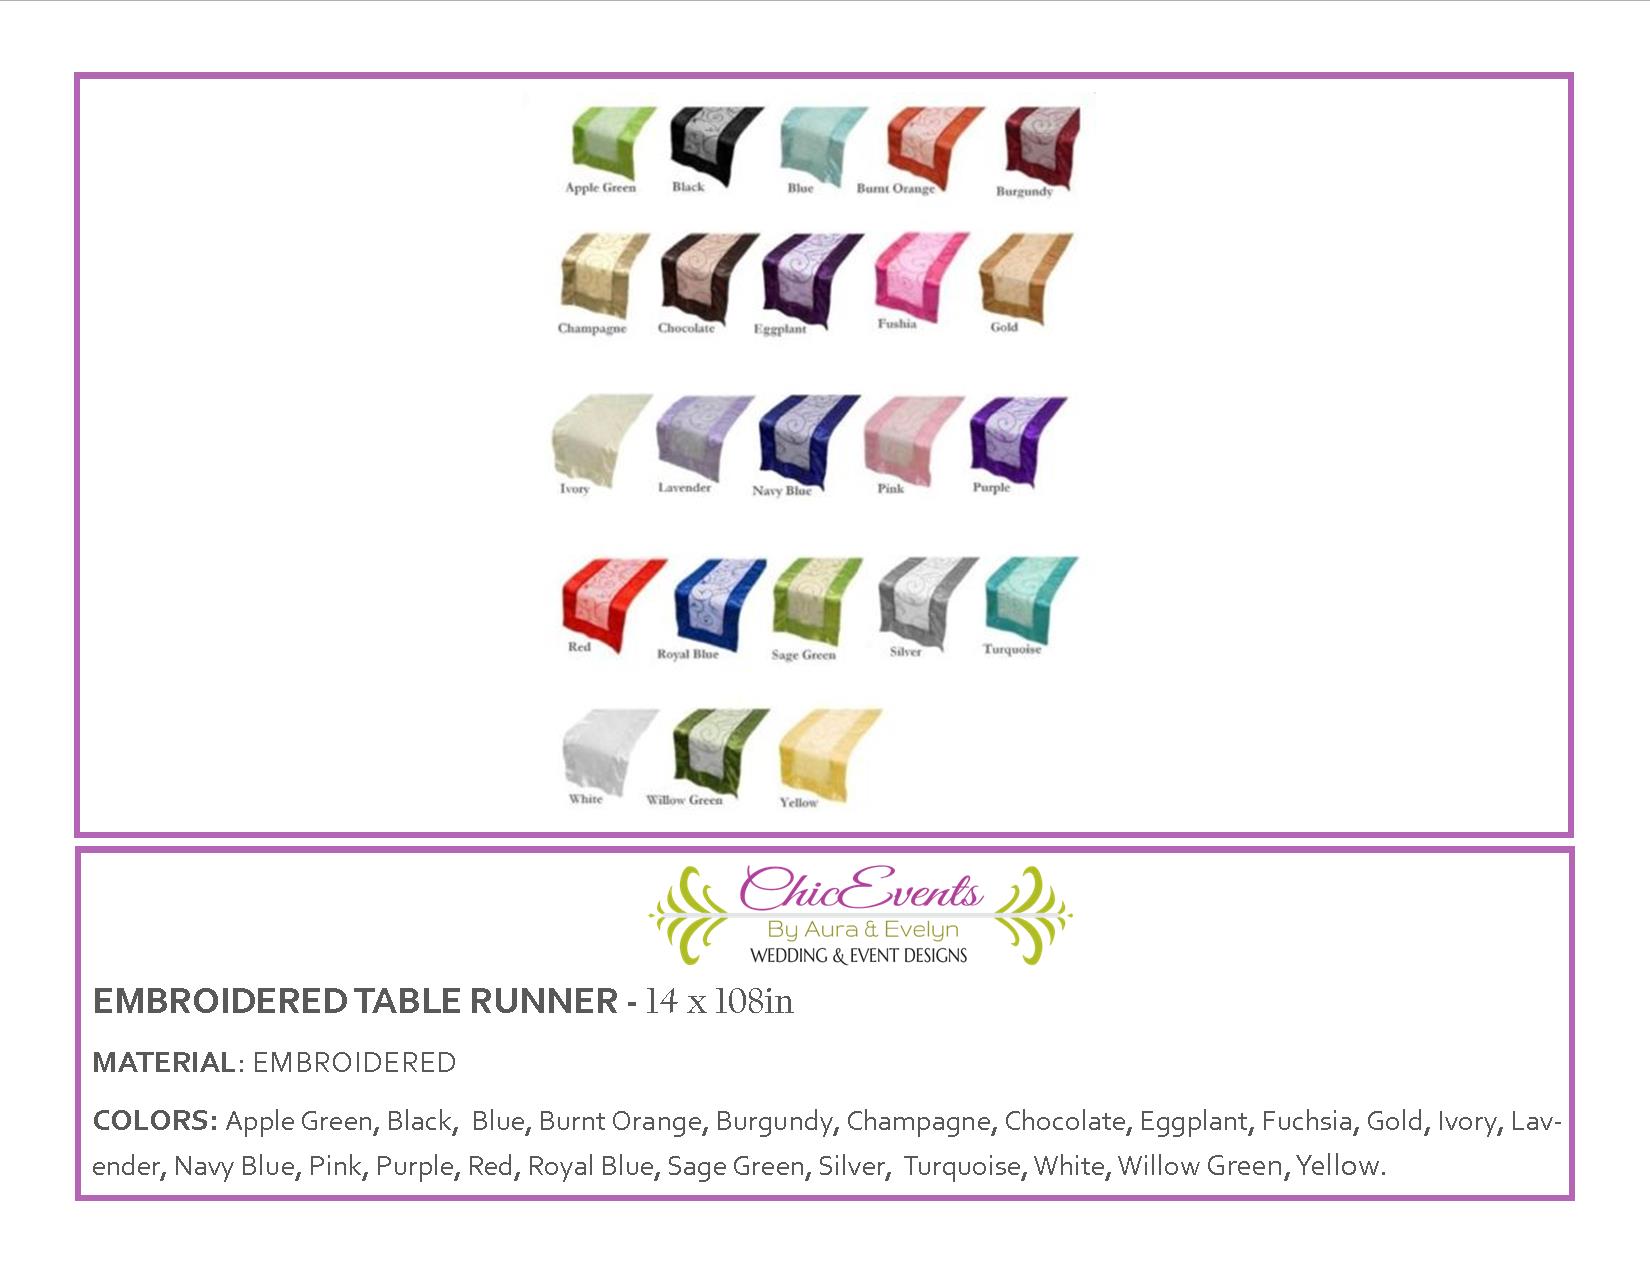 Apple Green Black Blue Burnt Orange Burgundy
Champagne Chocolate Eggplant Fushia Gold
Ivory Lavender Navy Blue Pink Purple
Red Royal Blue Sage Green Silver Turquoise
White Willow Green Yellow
ChicEvents
By Aura & Evelyn
WEDDING & EVENT DESIGNS
EMBROIDERED TABLE RUNNER - 14 x 108in
MATERIAL: EMBROIDERED
COLORS: Apple Green, Black, Blue, Burnt Orange, Burgundy, Champagne, Chocolate, Eggplant, Fuchsia, Gold, Ivory, Lav-
ender, Navy Blue, Pink, Purple, Red, Royal Blue, Sage Green, Silver, Turquoise, White, Willow Green, Yellow.